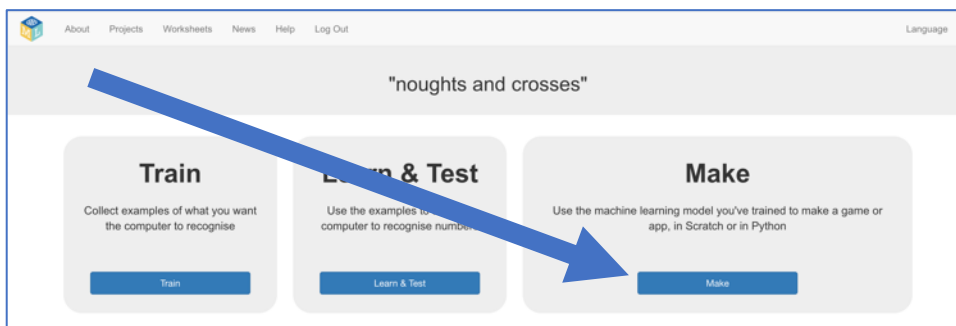 About Projects Worksheets News Help Log Out Language
"noughts and crosses"
Train
& Test
Make
Collect examples of what you want
the computer to recognise
Use the examples to
computer to recognise
Use the machine learning model you've trained to make a game or
app, in Scratch or in Python
Train
Learn & Test
Make